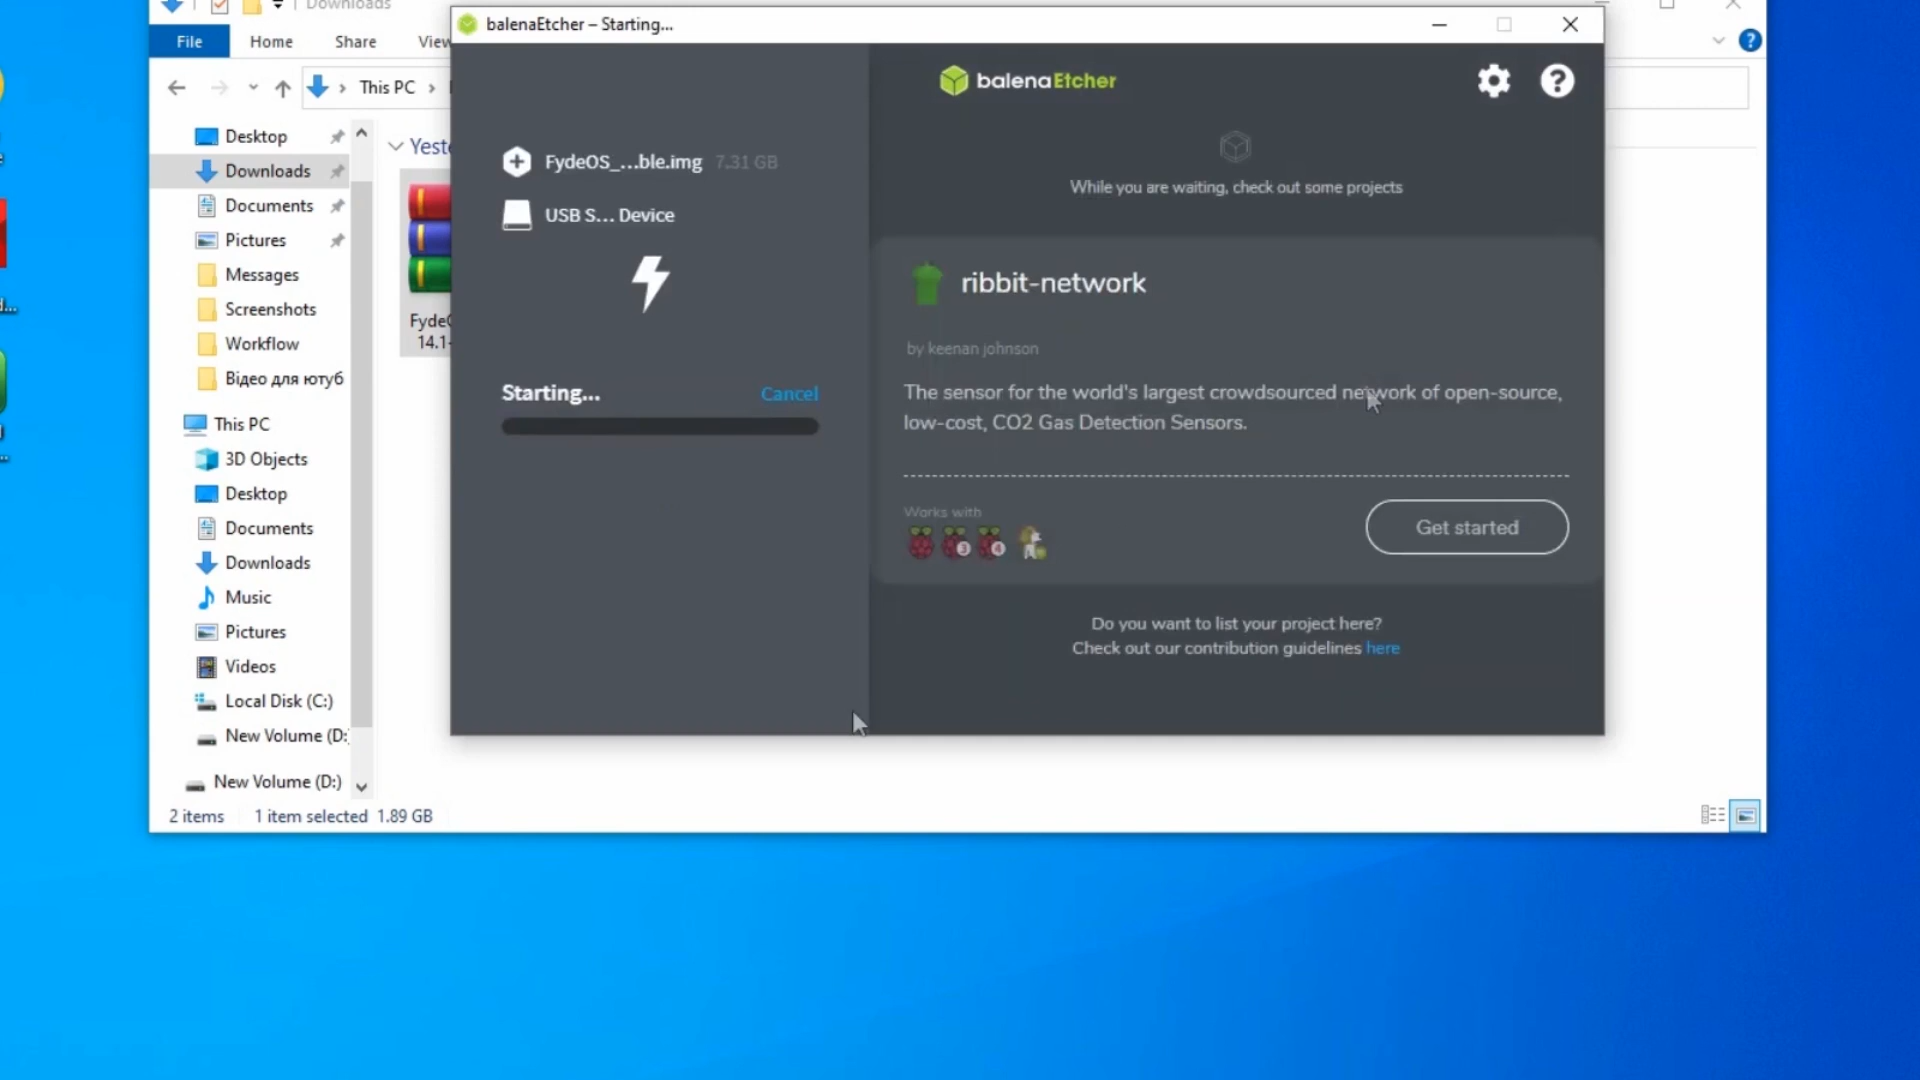 Downloads
File Home Share View
This PC
Desktop
Downloads
Documents
Pictures
Messages
Screenshots
Workflow
Відео для ютуб
This PC
3D Objects
Desktop
Documents
Downloads
Music
Pictures
Videos
Local Disk (C:)
New Volume (D:
New Volume (D:)
2 items 1 item selected 1.89 GB
14.1-
balenaEtcher – Starting...
FydeOS_...ble.img 7.31 GB
USB S... Device
Starting... Cancel
balenaEtcher
While you are waiting, check out some projects
ribbit-network
by keenan johnson
The sensor for the world's largest crowdsourced network of open-source,
low-cost, CO2 Gas Detection Sensors.
Works with
3 4
Get started
Do you want to list your project here?
Check out our contribution guidelines here